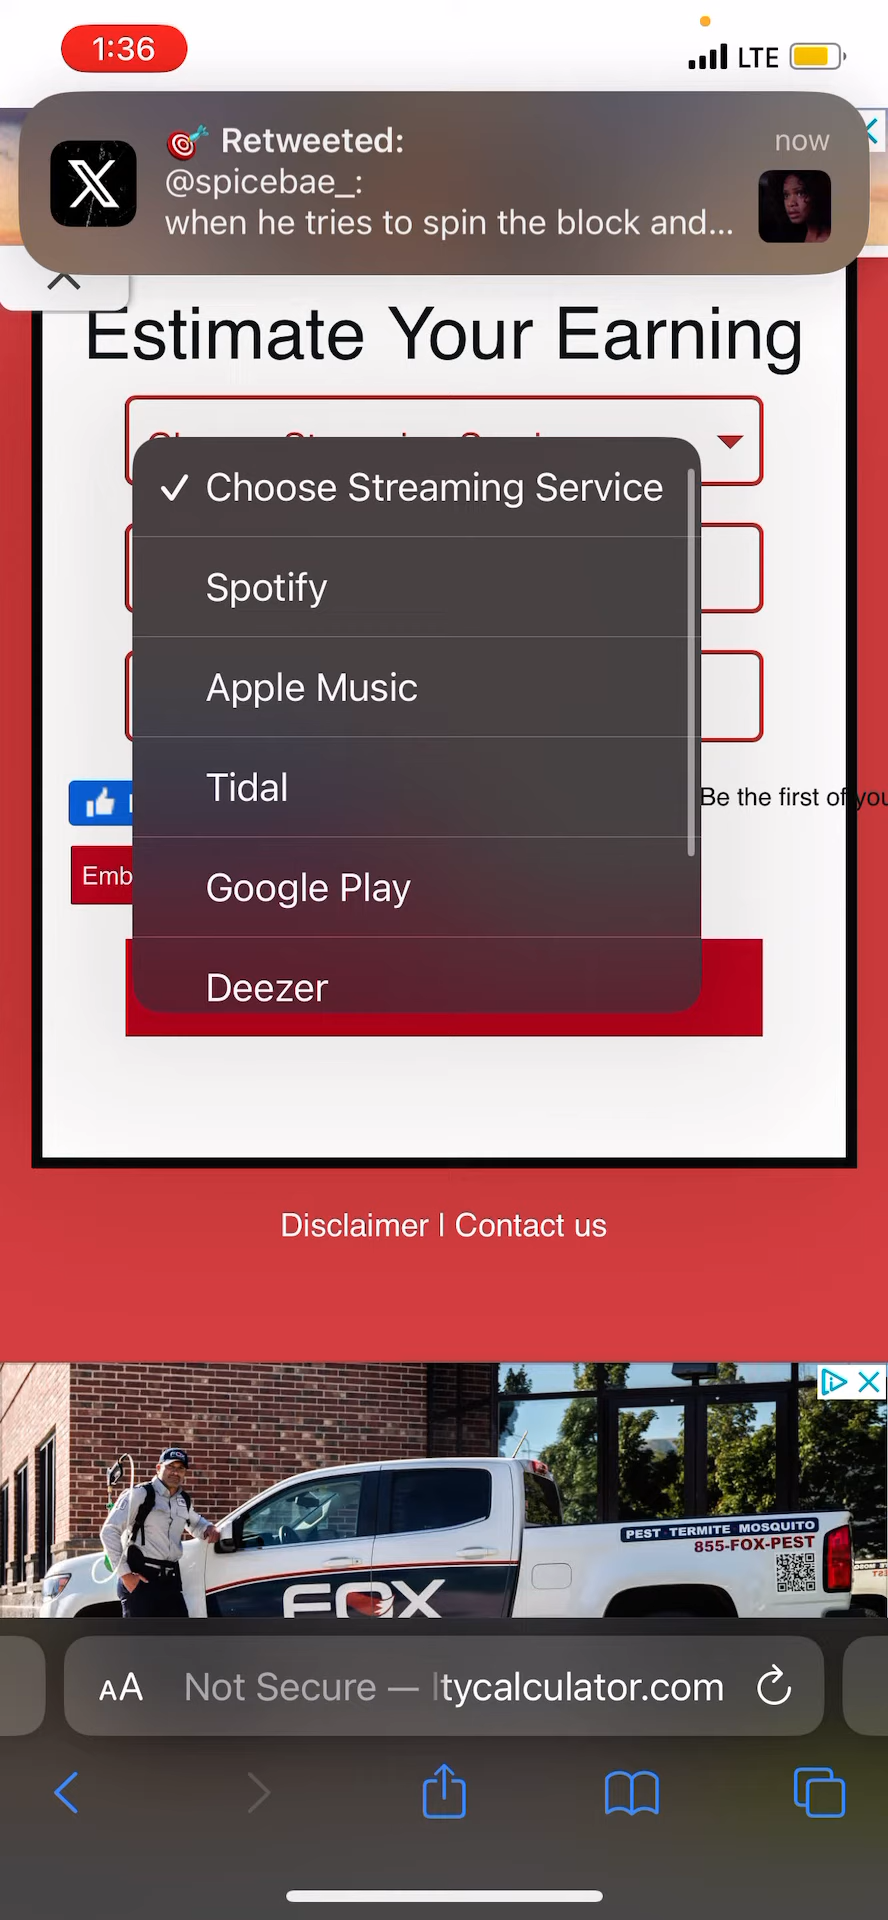 1:36
LTE
Retweeted:
now
@spicebae_:
when he tries to spin the block and...
Estimate Your Earning
Choose Streaming Service
Spotify
Apple Music
Tidal
Be the first of you
Emb
Google Play
Deezer
Disclaimer | Contact us
PEST TERMITE MOSQUITO
855-FOX-PEST
FOX
AA Not Secure — ltycalculator.com